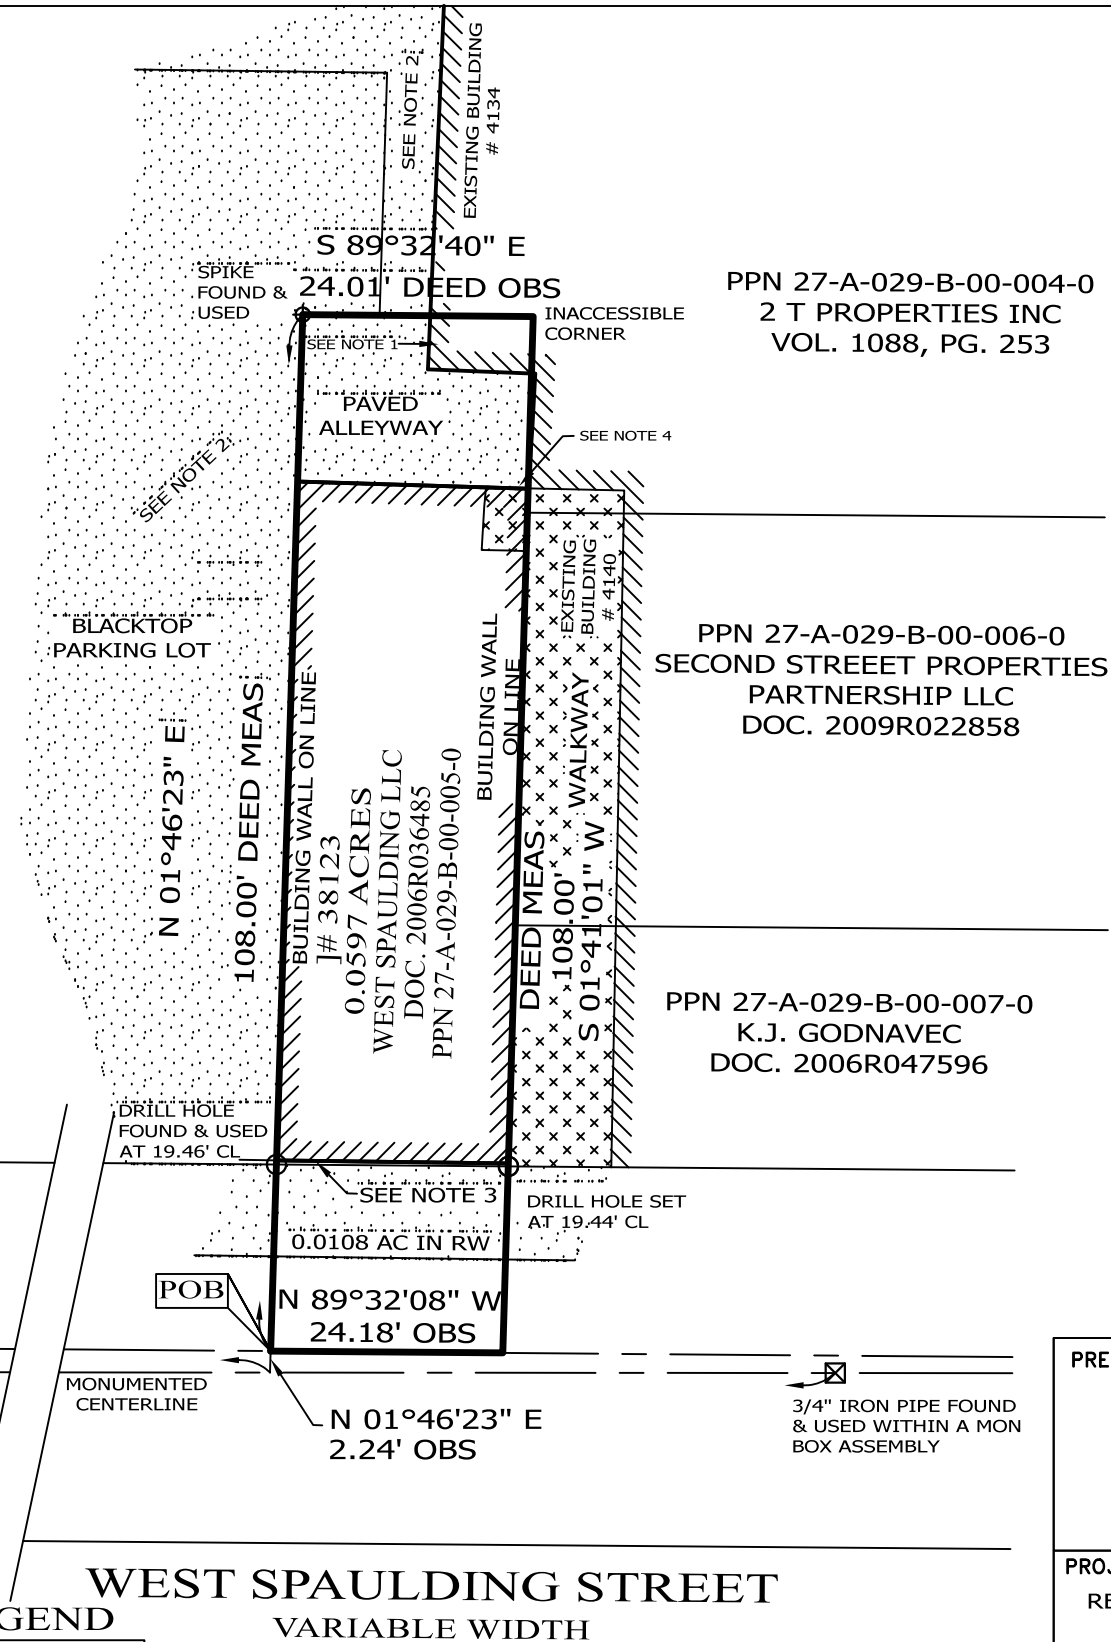 SEE NOTE 2
EXISTING BUILDING
# 4134
S 89°32'40" E
24.01' DEED OBS
SPIKE
FOUND &
USED
INACCESSIBLE
CORNER
SEE NOTE 1
PPN 27-A-029-B-00-004-0
2 T PROPERTIES INC
VOL. 1088, PG. 253
PAVED
ALLEYWAY
SEE NOTE 4
SEE NOTE 2
EXISTING
BUILDING
# 4140
BLACKTOP
PARKING LOT
PPN 27-A-029-B-00-006-0
SECOND STREEET PROPERTIES
PARTNERSHIP LLC
DOC. 2009R022858
N 01°46'23" E
108.00' DEED MEAS
BUILDING WALL ON LINE
]# 38123
0.0597 ACRES
WEST SPAULDING LLC
DOC. 2006R036485
PPN 27-A-029-B-00-005-0
BUILDING WALL
ON LINE
DEED MEAS
108.00'
WALKWAY
S 01°41'01" W
PPN 27-A-029-B-00-007-0
K.J. GODNAVEC
DOC. 2006R047596
DRILL HOLE
FOUND & USED
AT 19.46' CL
SEE NOTE 3
DRILL HOLE SET
AT 19.44' CL
0.0108 AC IN RW
POB
N 89°32'08" W
24.18' OBS
MONUMENTED
CENTERLINE
N 01°46'23" E
2.24' OBS
3/4" IRON PIPE FOUND
& USED WITHIN A MON
BOX ASSEMBLY
PRE
PROJ
RE
WEST SPAULDING STREET
VARIABLE WIDTH
GEND